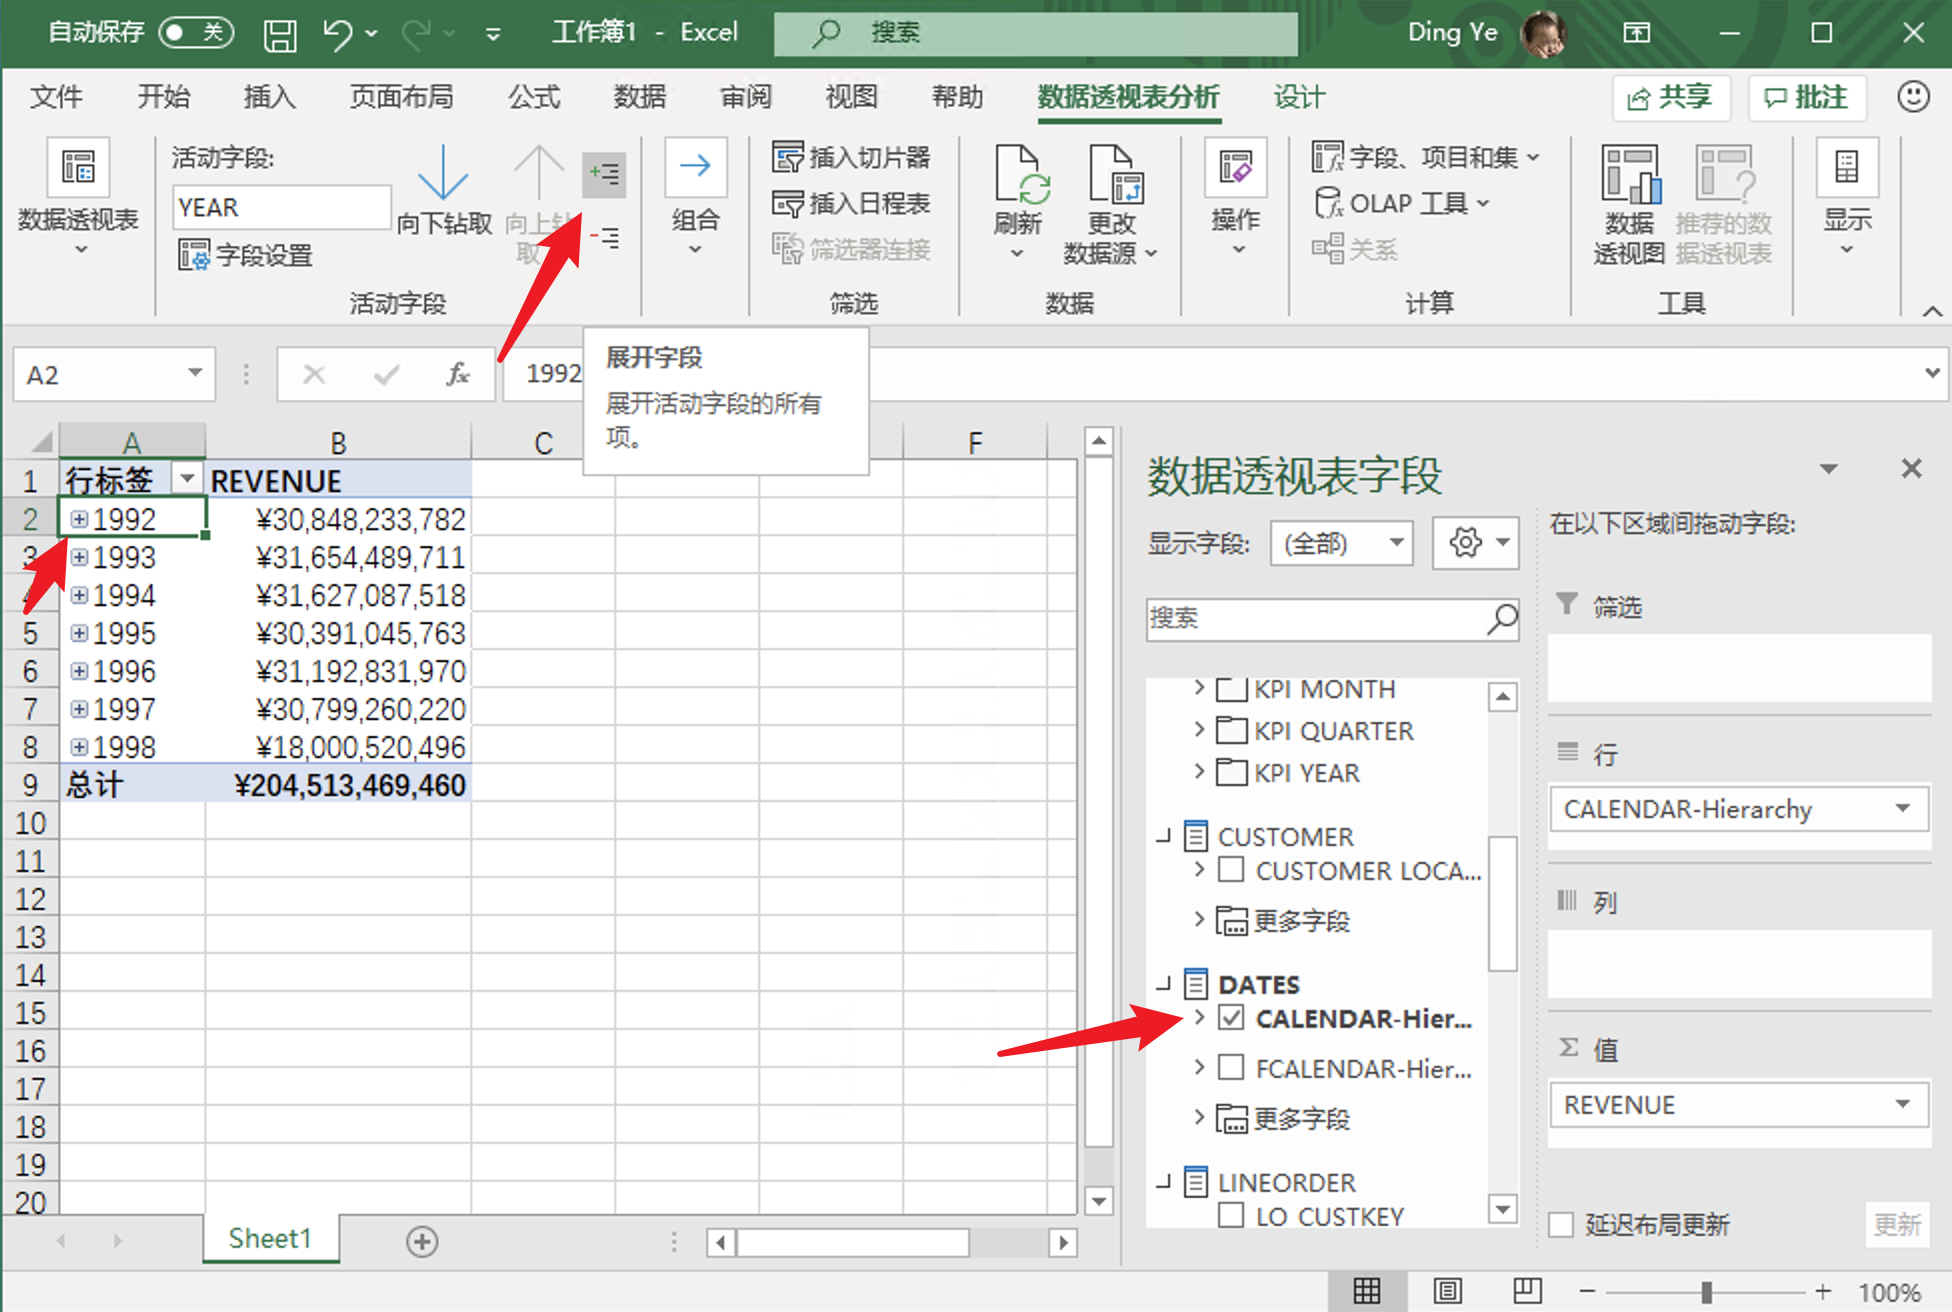 自动保存 关 工作簿1 - Excel 搜索 Ding Ye
文件 开始 插入 页面布局 公式 数据 审阅 视图 帮助 数据透视表分析 设计 共享 批注
数据透视表
活动字段:
YEAR
字段设置
向下钻取
向上钻
取
活动字段
组合
插入切片器
插入日程表
筛选器连接
筛选
刷新
更改
数据源
数据
操作
字段、项目和集
OLAP 工具
关系
计算
数据
透视图
推荐的数
据透视表
工具
显示
A2 fx 1992
展开字段
展开活动字段的所有
项。
A B C F
1 行标签 REVENUE
2 1992 ¥30,848,233,782
3 1993 ¥31,654,489,711
4 1994 ¥31,627,087,518
5 1995 ¥30,391,045,763
6 1996 ¥31,192,831,970
7 1997 ¥30,799,260,220
8 1998 ¥18,000,520,496
9 总计 ¥204,513,469,460
10
11
12
13
14
15
16
17
18
19
20
Sheet1
数据透视表字段
显示字段: (全部)
搜索
KPI MONTH
KPI QUARTER
KPI YEAR
CUSTOMER
CUSTOMER LOCA...
更多字段
DATES
CALENDAR-Hier...
FCALENDAR-Hier...
更多字段
LINEORDER
LO_CUSTKEY
在以下区域间拖动字段:
筛选
行
CALENDAR-Hierarchy
列
Σ 值
REVENUE
延迟布局更新 更新
100%